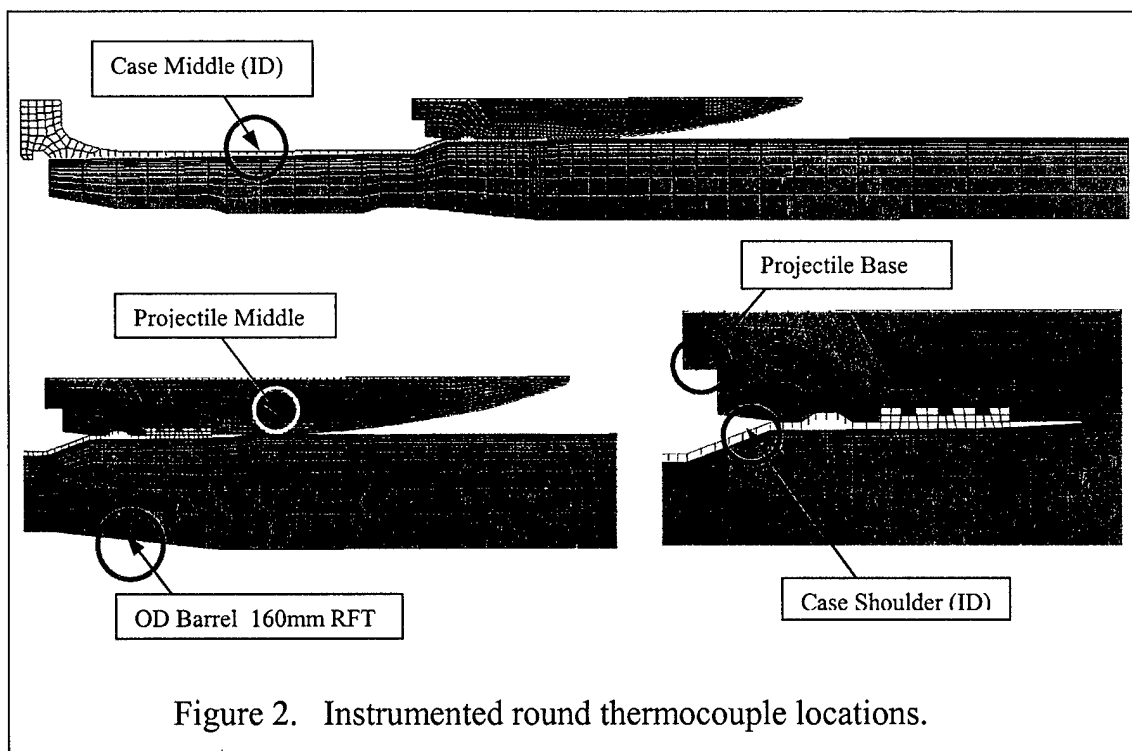 Case Middle (ID)
Projectile Base
Projectile Middle
OD Barrel 160mm RFT
Case Shoulder (ID)
Figure 2. Instrumented round thermocouple locations.